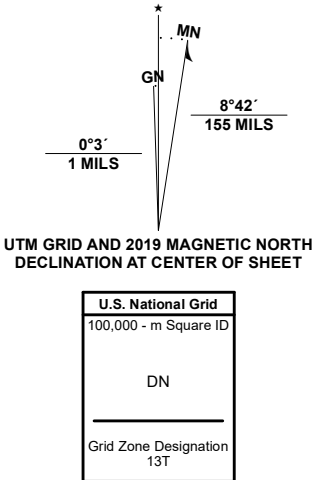 ★
MN
GN
8°42´
155 MILS
0°3´
1 MILS
UTM GRID AND 2019 MAGNETIC NORTH
DECLINATION AT CENTER OF SHEET
U.S. National Grid
100,000 - m Square ID
DN
Grid Zone Designation
13T